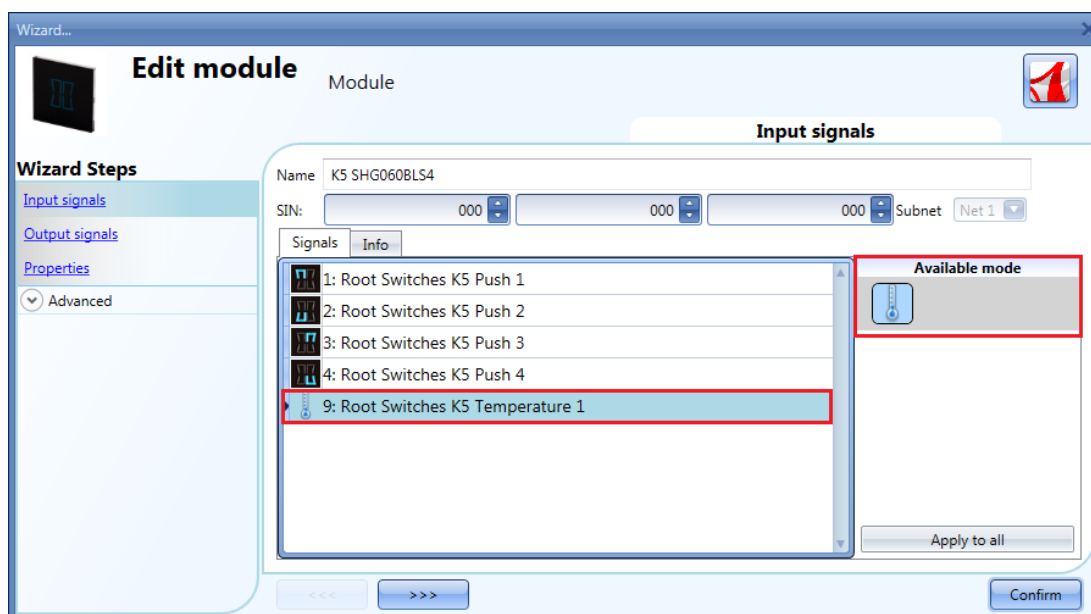 Wizard...
Edit module
Module
Input signals
Wizard Steps
Input signals
Output signals
Properties
Advanced
Name K5 SHG060BLS4
SIN: 000 000 000 Subnet Net 1
Signals Info
1: Root Switches K5 Push 1
2: Root Switches K5 Push 2
3: Root Switches K5 Push 3
4: Root Switches K5 Push 4
9: Root Switches K5 Temperature 1
Available mode
Apply to all
<<< >>> Confirm